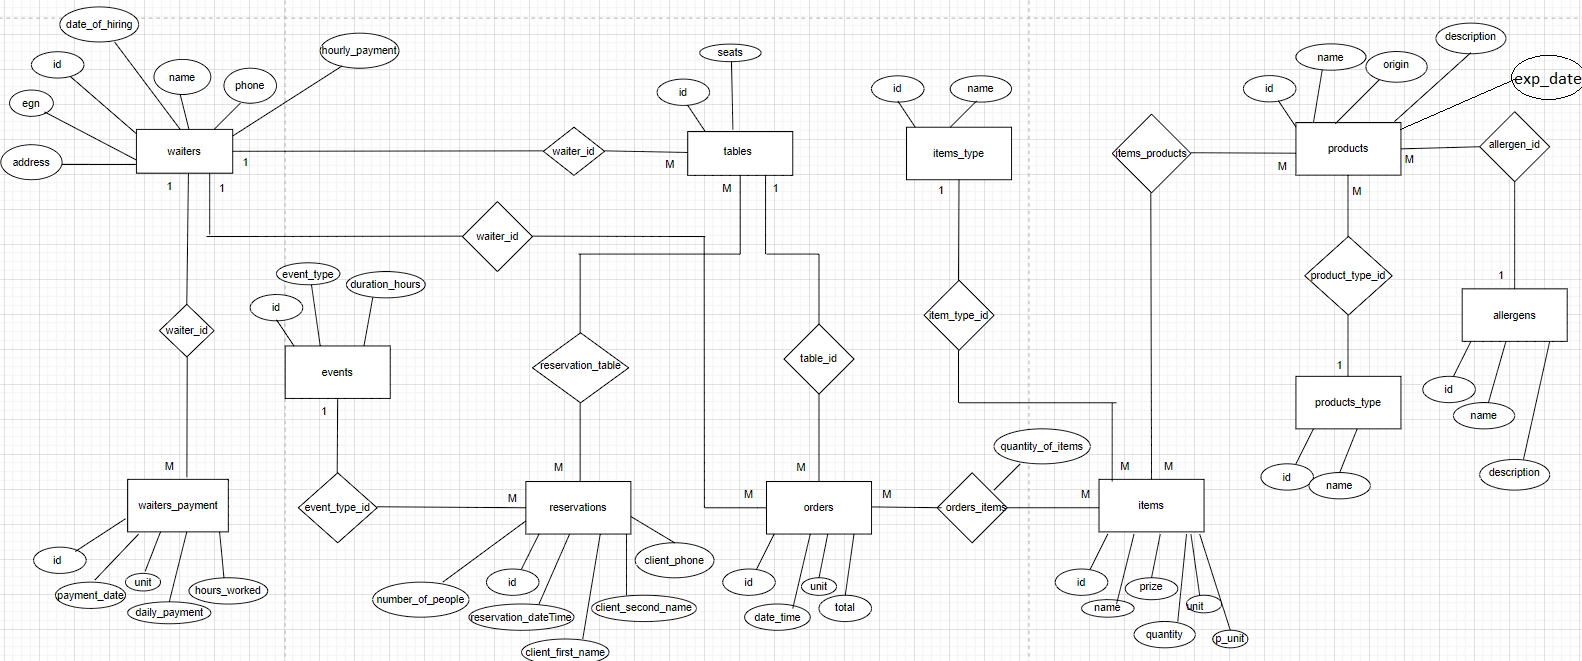 date_of_hiring
hourly_payment
id
name
phone
egn
address
waiters
1
1
1
waiter_id
M
seats
id
tables
M
1
id
name
items_type
1
description
name
origin
exp_date
id
items_products
products
M
M
M
allergen_id
waiter_id
event_type
duration_hours
id
events
1
waiter_id
reservation_table
table_id
item_type_id
product_type_id
1
allergens
1
products_type
id
name
description
id
name
quantity_of_items
M
waiters_payment
id
payment_date
unit
daily_payment
hours_worked
event_type_id
M
M
reservations
number_of_people
id
reservation_dateTime
client_first_name
client_second_name
client_phone
M
M
M
orders
id
date_time
unit
total
orders_items
M
M
M
items
id
name
prize
quantity
unit
p_unit